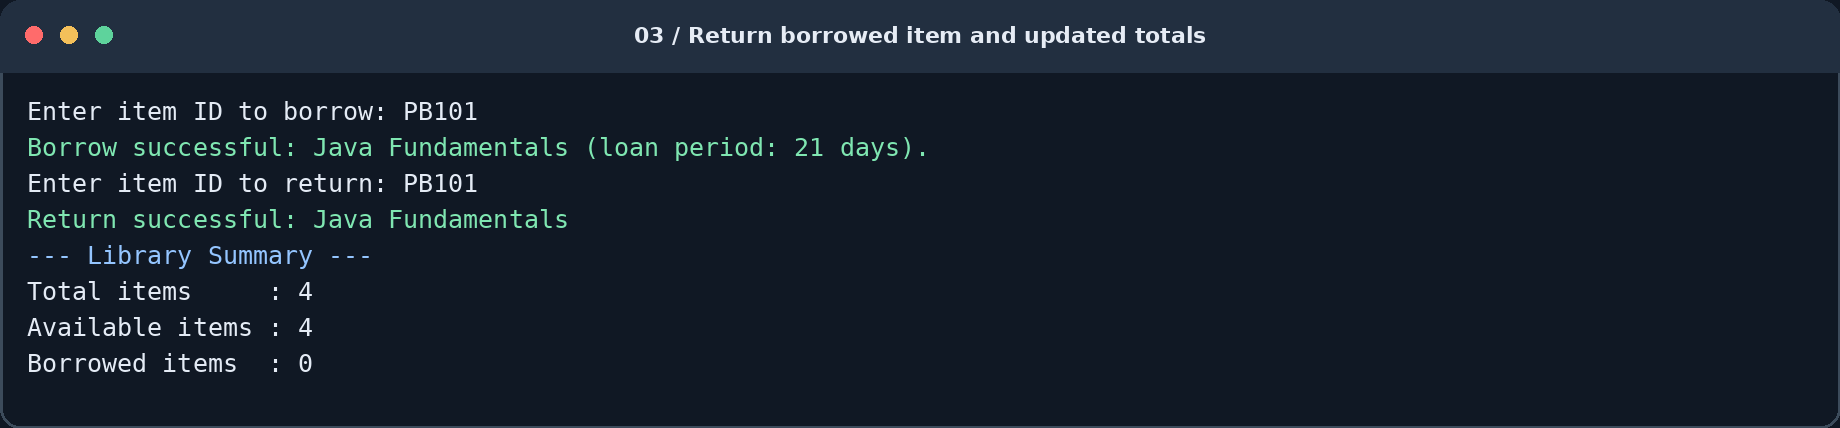 03 / Return borrowed item and updated totals
Enter item ID to borrow: PB101
Borrow successful: Java Fundamentals (loan period: 21 days).
Enter item ID to return: PB101
Return successful: Java Fundamentals
--- Library Summary ---
Total items     : 4
Available items : 4
Borrowed items  : 0